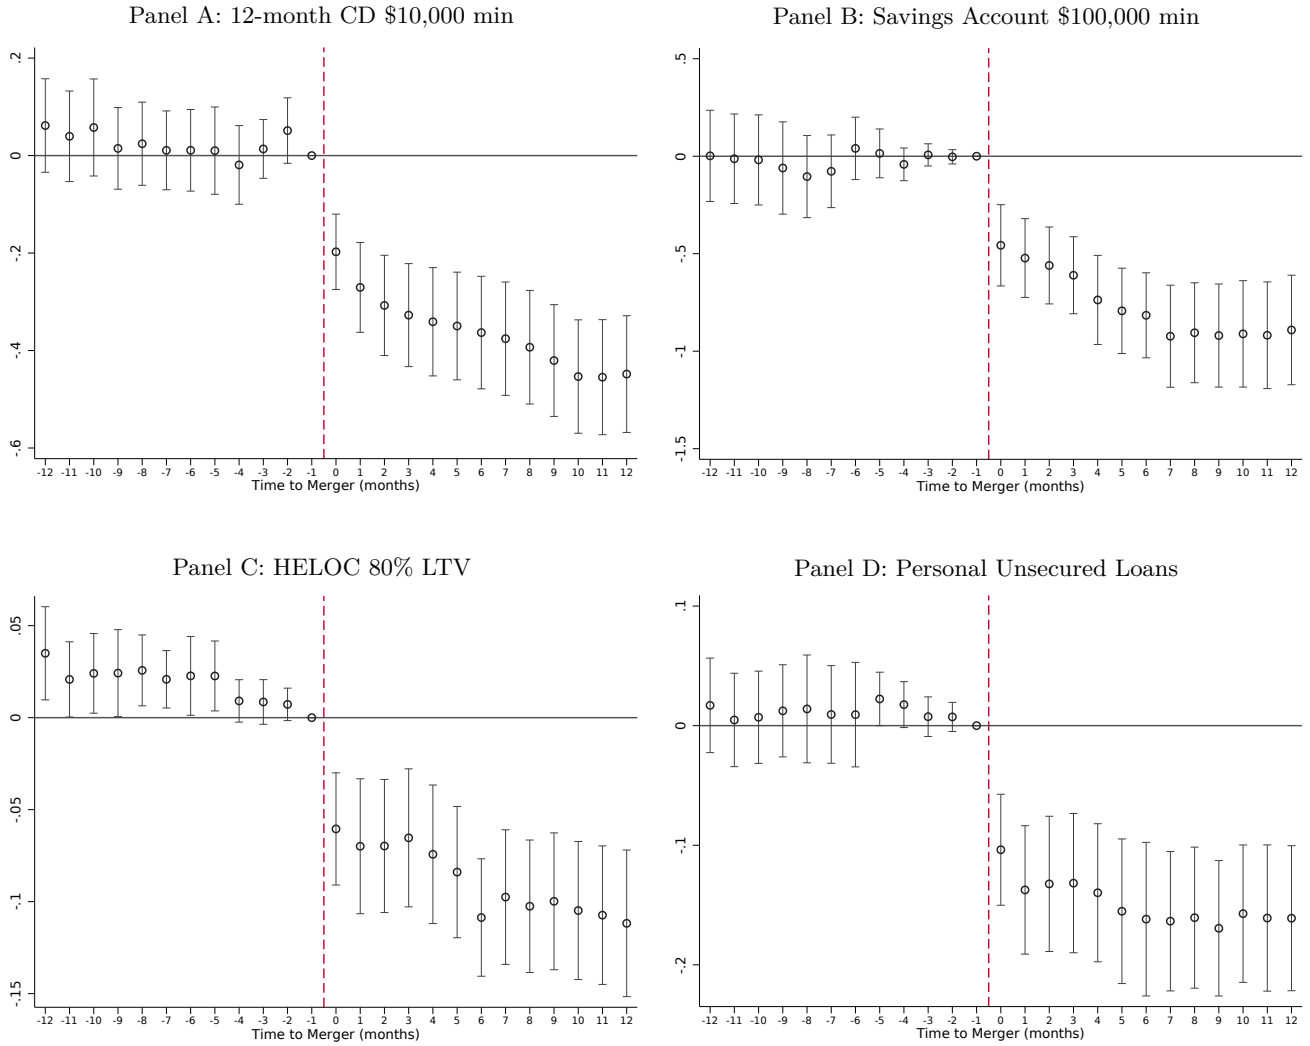 Panel A: 12-month CD $10,000 min
.2
0
-.2
-.4
-.6
-12 -11 -10 -9 -8 -7 -6 -5 -4 -3 -2 -1 0 1 2 3 4 5 6 7 8 9 10 11 12
Time to Merger (months)
Panel B: Savings Account $100,000 min
.5
0
-.5
-1
-1.5
-12 -11 -10 -9 -8 -7 -6 -5 -4 -3 -2 -1 0 1 2 3 4 5 6 7 8 9 10 11 12
Time to Merger (months)
Panel C: HELOC 80% LTV
.05
0
-.05
-.1
-.15
-12 -11 -10 -9 -8 -7 -6 -5 -4 -3 -2 -1 0 1 2 3 4 5 6 7 8 9 10 11 12
Time to Merger (months)
Panel D: Personal Unsecured Loans
.1
0
-.1
-.2
-12 -11 -10 -9 -8 -7 -6 -5 -4 -3 -2 -1 0 1 2 3 4 5 6 7 8 9 10 11 12
Time to Merger (months)